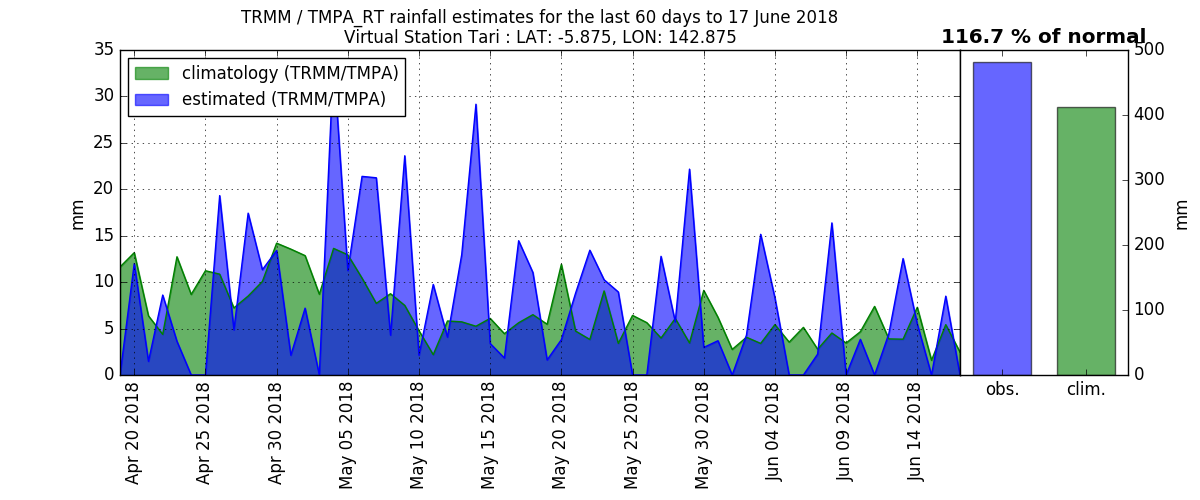 TRMM / TMPA_RT rainfall estimates for the last 60 days to 17 June 2018
Virtual Station Tari : LAT: -5.875, LON: 142.875
116.7 % of normal
climatology (TRMM/TMPA)
estimated (TRMM/TMPA)
35
30
25
20
15
10
5
0
mm
500
400
300
200
100
0
mm
Apr 20 2018
Apr 25 2018
Apr 30 2018
May 05 2018
May 10 2018
May 15 2018
May 20 2018
May 25 2018
May 30 2018
Jun 04 2018
Jun 09 2018
Jun 14 2018
obs.
clim.